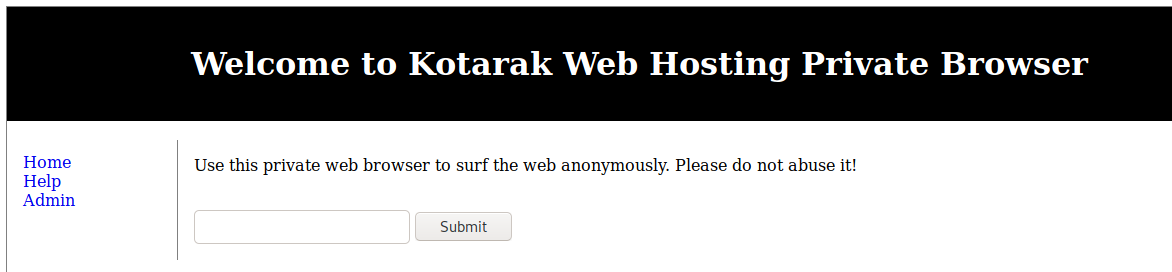 Welcome to Kotarak Web Hosting Private Browser
Home
Help
Admin
Use this private web browser to surf the web anonymously. Please do not abuse it!
Submit